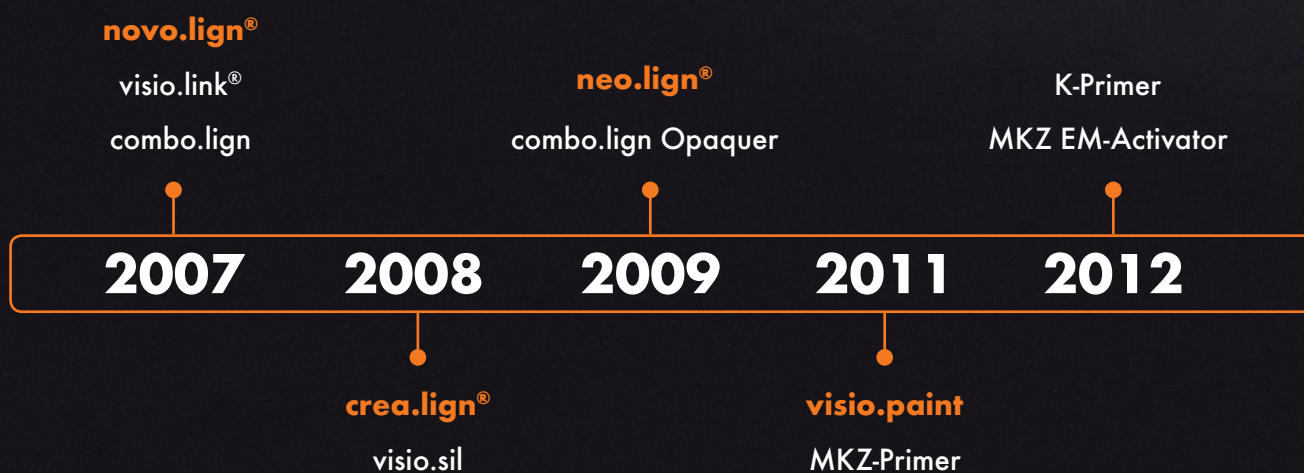 novo.lign®
visio.link®
combo.lign
neo.lign®
combo.lign Opaquer
K-Primer
MKZ EM-Activator
2007 2008 2009 2011 2012
crea.lign®
visio.sil
visio.paint
MKZ-Primer